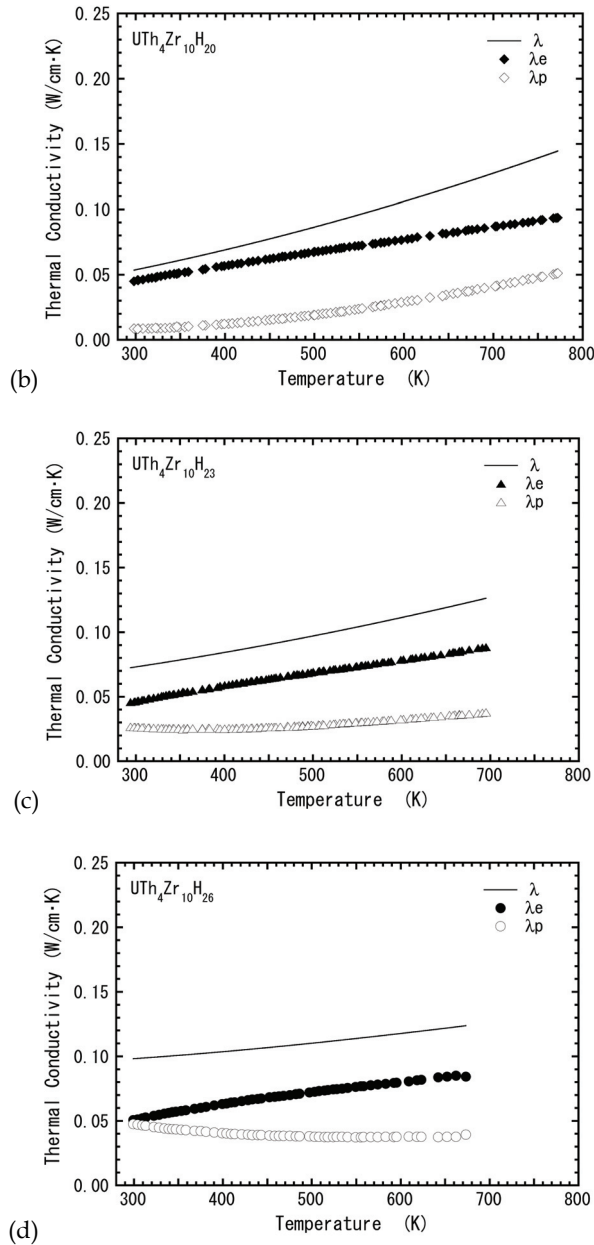 0.25
0.20
0.15
0.10
0.05
0.00
Thermal Conductivity (W/cm·K)
UTh₄Zr₁₀H₂₀
λ
λe
λp
300 400 500 600 700 800
Temperature (K)
(b)
0.25
0.20
0.15
0.10
0.05
0.00
Thermal Conductivity (W/cm·K)
UTh₄Zr₁₀H₂₃
λ
λe
λp
300 400 500 600 700 800
Temperature (K)
(c)
0.25
0.20
0.15
0.10
0.05
0.00
Thermal Conductivity (W/cm·K)
UTh₄Zr₁₀H₂₆
λ
λe
λp
300 400 500 600 700 800
Temperature (K)
(d)